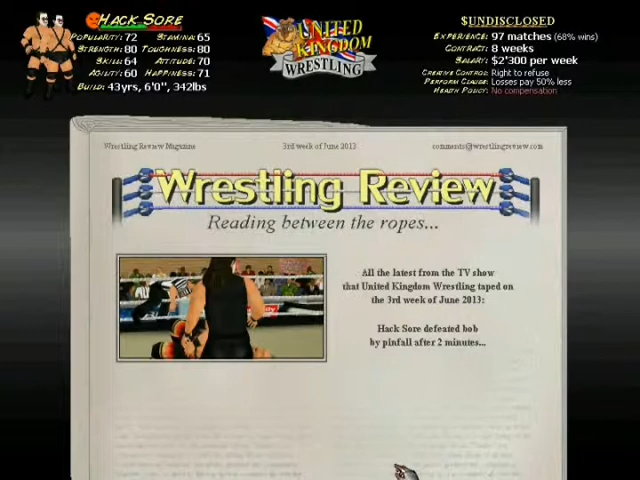 HACK SORE
POPULARITY: 72 STAMINA: 65
STRENGTH: 80 TOUGHNESS: 80
SKILL: 64 ATTITUDE: 70
AGILITY: 60 HAPPINESS: 71
BUILD: 43yrs, 6'0", 342lbs
UNITED
KINGDOM
WRESTLING
$UNDISCLOSED
EXPERIENCE: 97 matches (68% wins)
CONTRACT: 8 weeks
SALARY: $2'300 per week
CREATIVE CONTROL: Right to refuse
PERFORM CLAUSE: Losses pay 50% less
HEALTH POLICY: No compensation
Wrestling Review Magazine 3rd week of June 2013 comments@wrestlingreview.com
Wrestling Review
Reading between the ropes...
All the latest from the TV show
that United Kingdom Wrestling taped on
the 3rd week of June 2013:
Hack Sore defeated bob
by pinfall after 2 minutes...